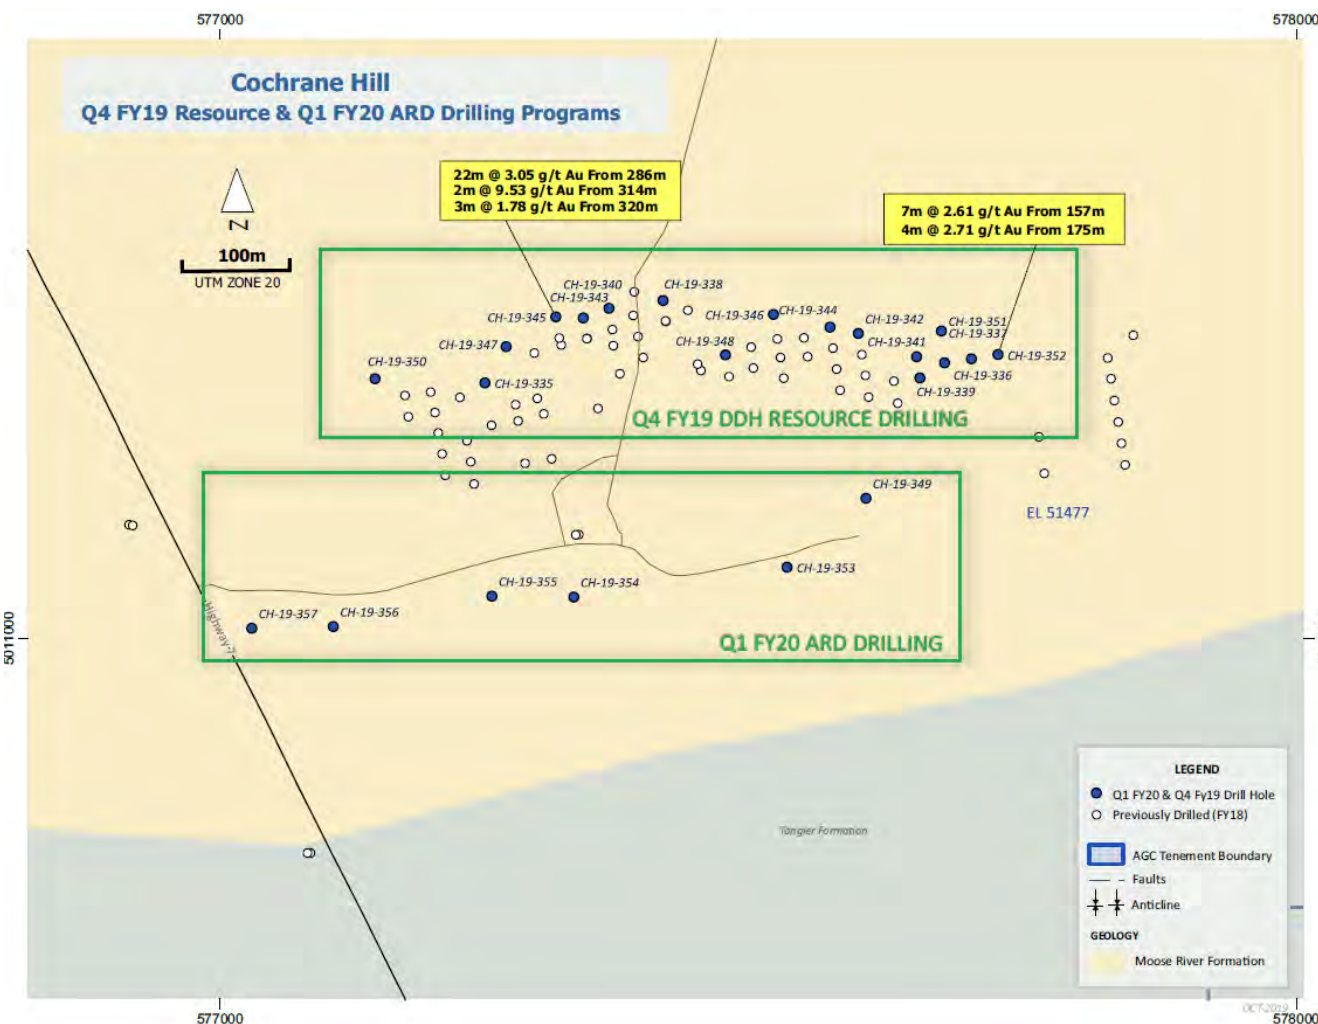 577000
578000
Cochrane Hill
Q4 FY19 Resource & Q1 FY20 ARD Drilling Programs
22m @ 3.05 g/t Au From 286m
2m @ 9.53 g/t Au From 314m
3m @ 1.78 g/t Au From 320m
7m @ 2.61 g/t Au From 157m
4m @ 2.71 g/t Au From 175m
N
100m
UTM ZONE 20
CH-19-340
CH-19-338
CH-19-343
CH-19-345
CH-19-346
CH-19-344
CH-19-342
CH-19-351
CH-19-337
CH-19-347
CH-19-348
CH-19-341
CH-19-352
CH-19-350
CH-19-335
CH-19-336
CH-19-339
Q4 FY19 DDH RESOURCE DRILLING
CH-19-349
EL 51477
CH-19-353
CH-19-355
CH-19-354
CH-19-357
CH-19-356
Highway-7
Q1 FY20 ARD DRILLING
5011000
5011000
Tangier Formation
LEGEND
Q1 FY20 & Q4 Fy19 Drill Hole
Previously Drilled (FY18)
AGC Tenement Boundary
Faults
Anticline
GEOLOGY
Moose River Formation
OCT-2019
577000
578000